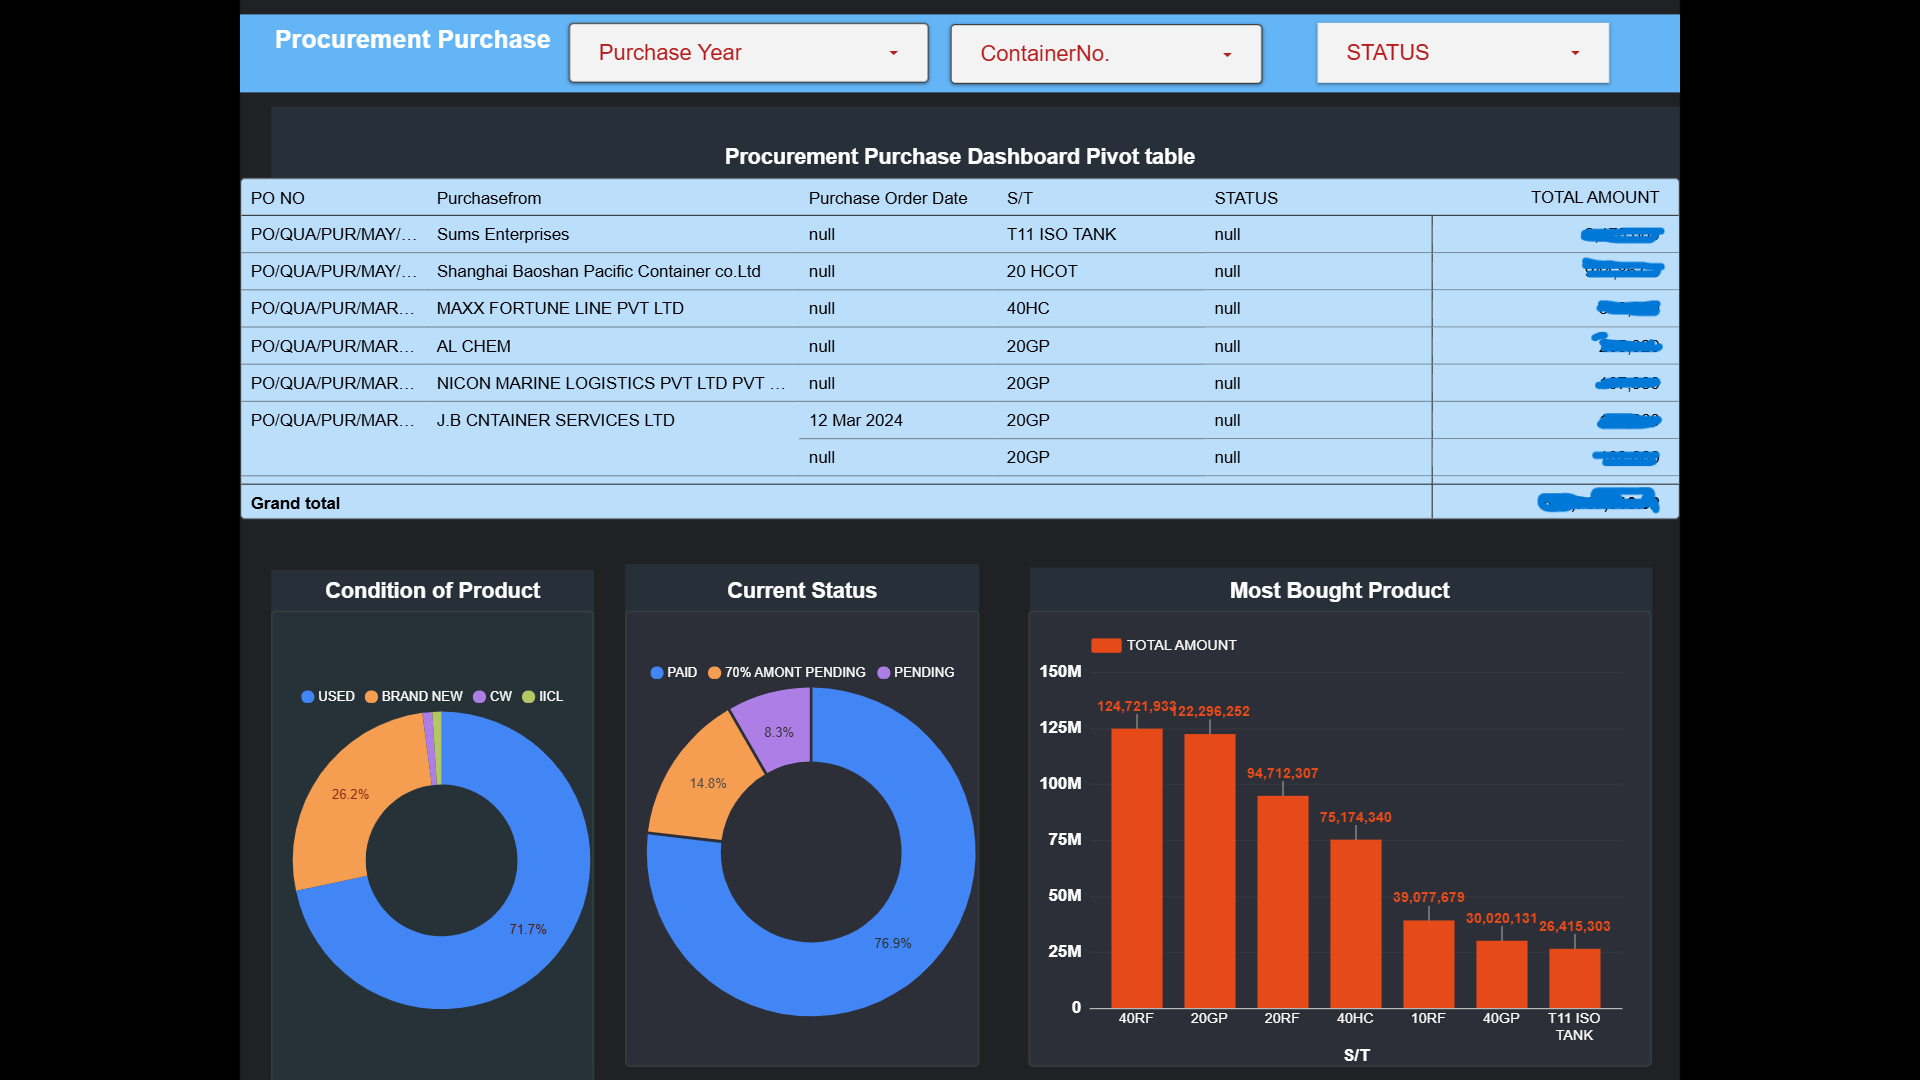 Procurement Purchase
Purchase Year
ContainerNo.
STATUS
Procurement Purchase Dashboard Pivot table
PO NO Purchasefrom Purchase Order Date S/T STATUS TOTAL AMOUNT
PO/QUA/PUR/MAY/… Sums Enterprises null T11 ISO TANK null
PO/QUA/PUR/MAY/… Shanghai Baoshan Pacific Container co.Ltd null 20 HCOT null
PO/QUA/PUR/MAR… MAXX FORTUNE LINE PVT LTD null 40HC null
PO/QUA/PUR/MAR… AL CHEM null 20GP null
PO/QUA/PUR/MAR… NICON MARINE LOGISTICS PVT LTD PVT … null 20GP null
PO/QUA/PUR/MAR… J.B CNTAINER SERVICES LTD 12 Mar 2024 20GP null
null 20GP null
Grand total
Condition of Product
USED BRAND NEW CW IICL
26.2%
71.7%
Current Status
PAID 70% AMONT PENDING PENDING
8.3%
14.8%
76.9%
Most Bought Product
TOTAL AMOUNT
150M
125M
100M
75M
50M
25M
0
124,721,933
122,296,252
94,712,307
75,174,340
39,077,679
30,020,131
26,415,303
40RF 20GP 20RF 40HC 10RF 40GP T11 ISO
TANK
S/T